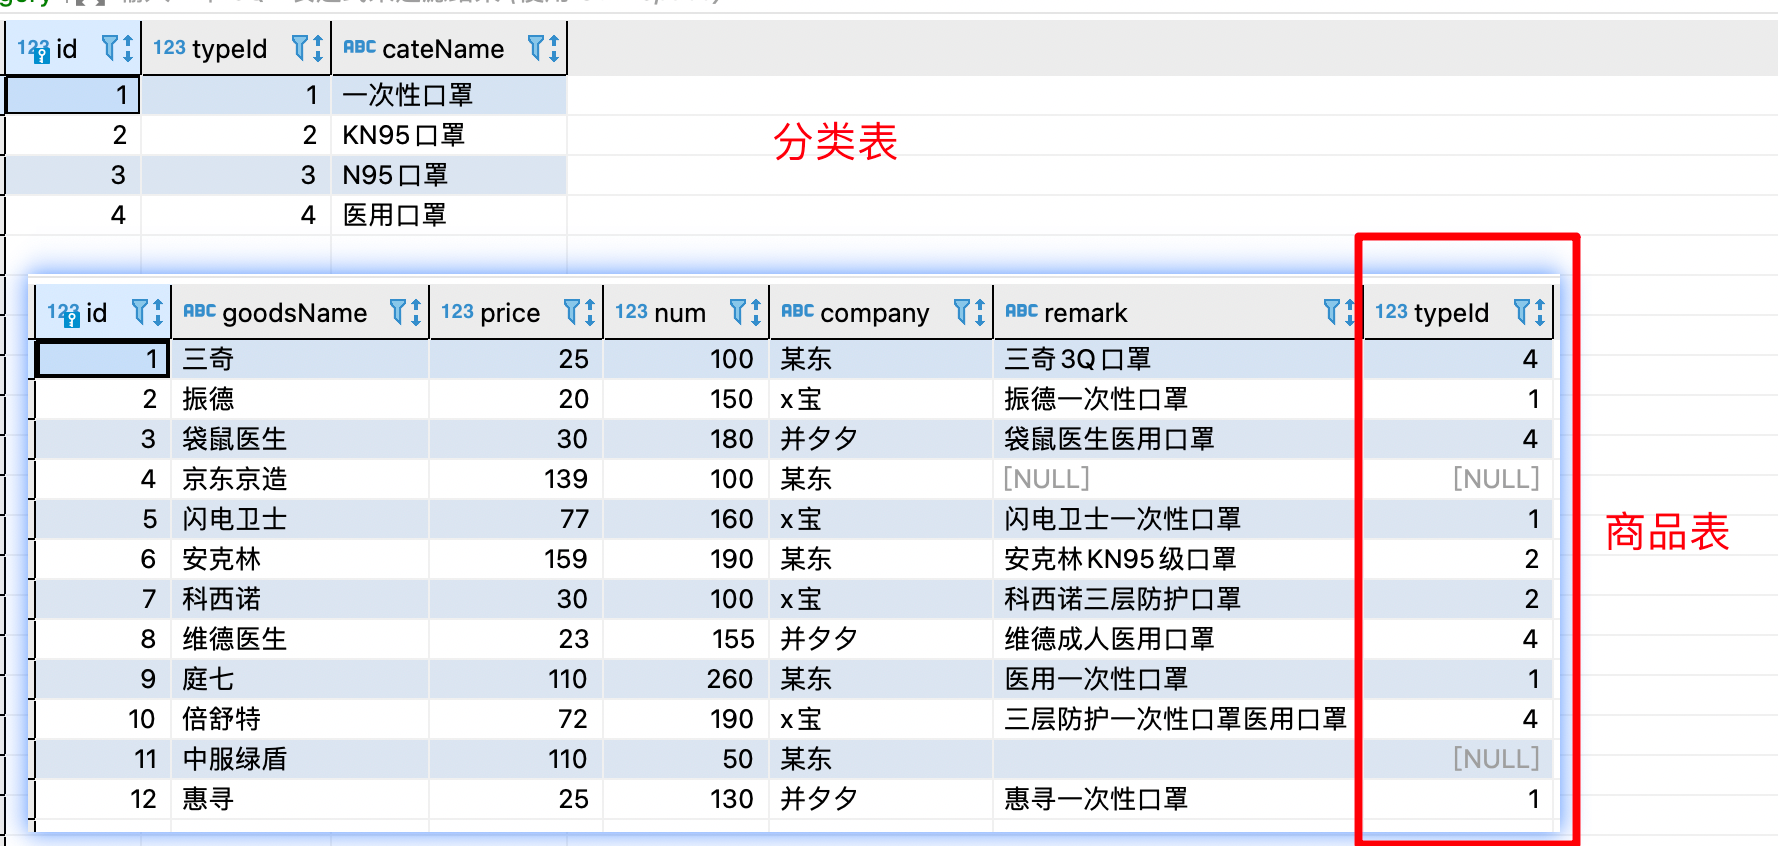 123 id 123 typeId ABC cateName
1 1 一次性口罩
2 2 KN95口罩
3 3 N95口罩
4 4 医用口罩
分类表
123 id ABC goodsName 123 price 123 num ABC company ABC remark 123 typeId
1 三奇 25 100 某东 三奇3Q口罩 4
2 振德 20 150 x宝 振德一次性口罩 1
3 袋鼠医生 30 180 并夕夕 袋鼠医生医用口罩 4
4 京东京造 139 100 某东 [NULL] [NULL]
5 闪电卫士 77 160 x宝 闪电卫士一次性口罩 1
6 安克林 159 190 某东 安克林KN95级口罩 2
7 科西诺 30 100 x宝 科西诺三层防护口罩 2
8 维德医生 23 155 并夕夕 维德成人医用口罩 4
9 庭七 110 260 某东 医用一次性口罩 1
10 倍舒特 72 190 x宝 三层防护一次性口罩医用口罩 4
11 中服绿盾 110 50 某东 [NULL]
12 惠寻 25 130 并夕夕 惠寻一次性口罩 1
商品表